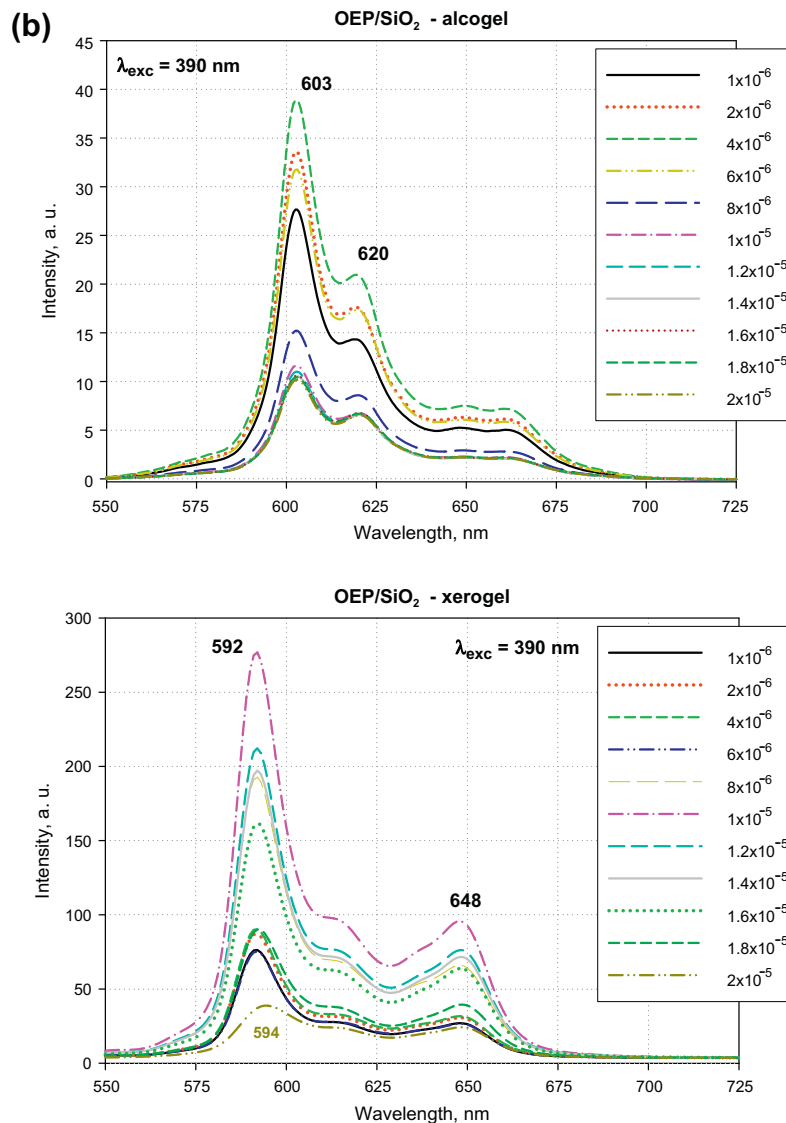 (b)
OEP/SiO₂ - alcogel
λexc = 390 nm
603
620
Intensity, a. u.
45
40
35
30
25
20
15
10
5
0
550 575 600 625 650 675 700 725
Wavelength, nm
1x10⁻⁶
2x10⁻⁶
4x10⁻⁶
6x10⁻⁶
8x10⁻⁶
1x10⁻⁵
1.2x10⁻⁵
1.4x10⁻⁵
1.6x10⁻⁵
1.8x10⁻⁵
2x10⁻⁵
OEP/SiO₂ - xerogel
592
λexc = 390 nm
648
594
Intensity, a. u.
300
250
200
150
100
50
0
550 575 600 625 650 675 700 725
Wavelength, nm
1x10⁻⁶
2x10⁻⁶
4x10⁻⁶
6x10⁻⁶
8x10⁻⁶
1x10⁻⁵
1.2x10⁻⁵
1.4x10⁻⁵
1.6x10⁻⁵
1.8x10⁻⁵
2x10⁻⁵